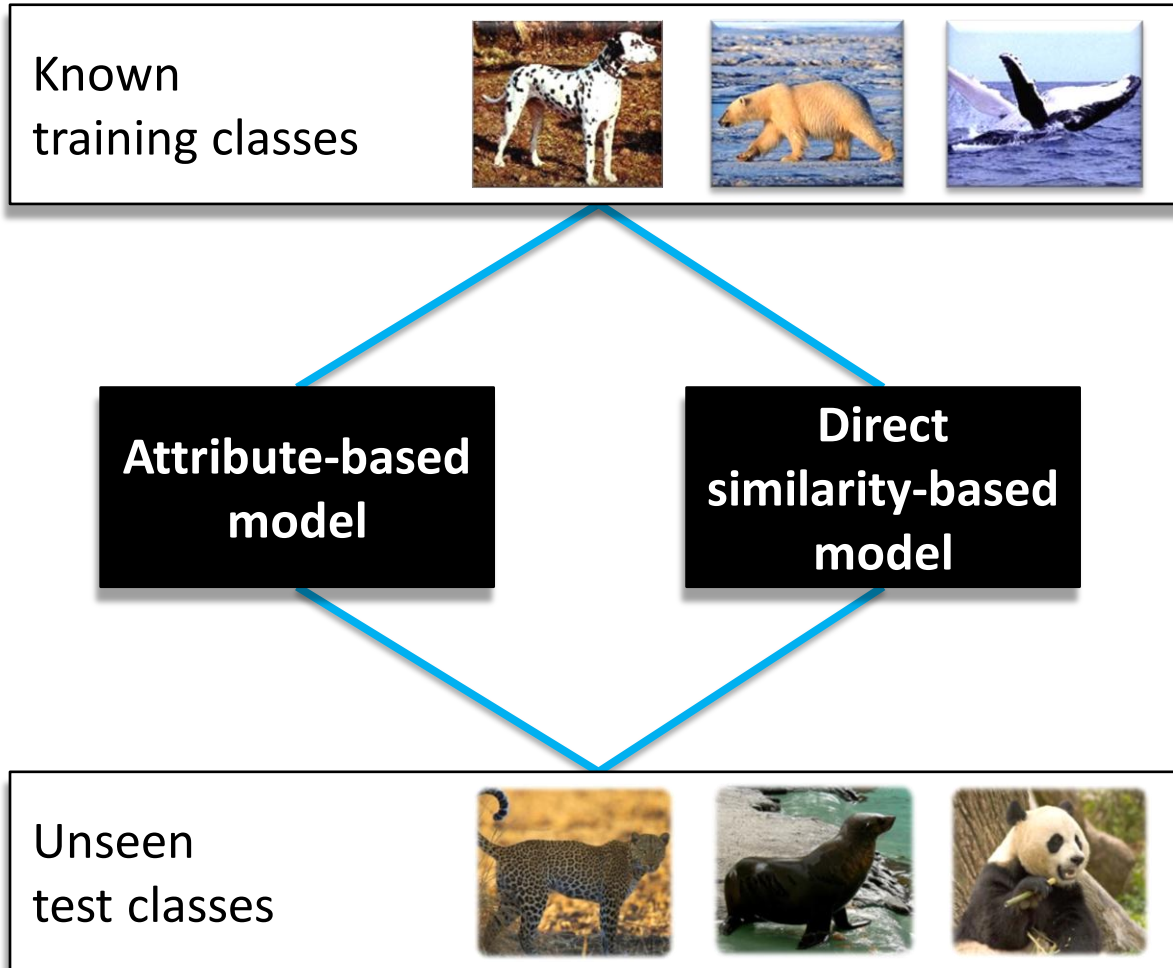 Known
training classes
Attribute-based
model
Direct
similarity-based
model
Unseen
test classes